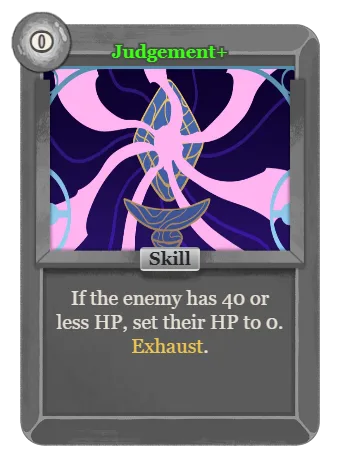 0
Judgement+
Skill
If the enemy has 40 or
less HP, set their HP to 0.
Exhaust.